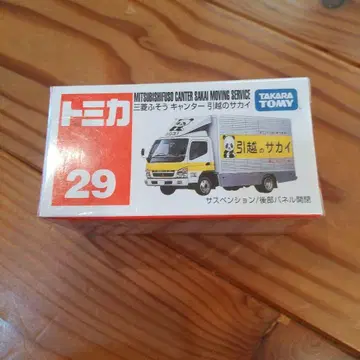 MITSUBISHI FUSO CANTER SAKAI MOVING SERVICE
三菱ふそう キャンター 引越のサカイ
TAKARA
TOMY
トミカ
29
引越のサカイ
サスペンション/後部パネル開閉